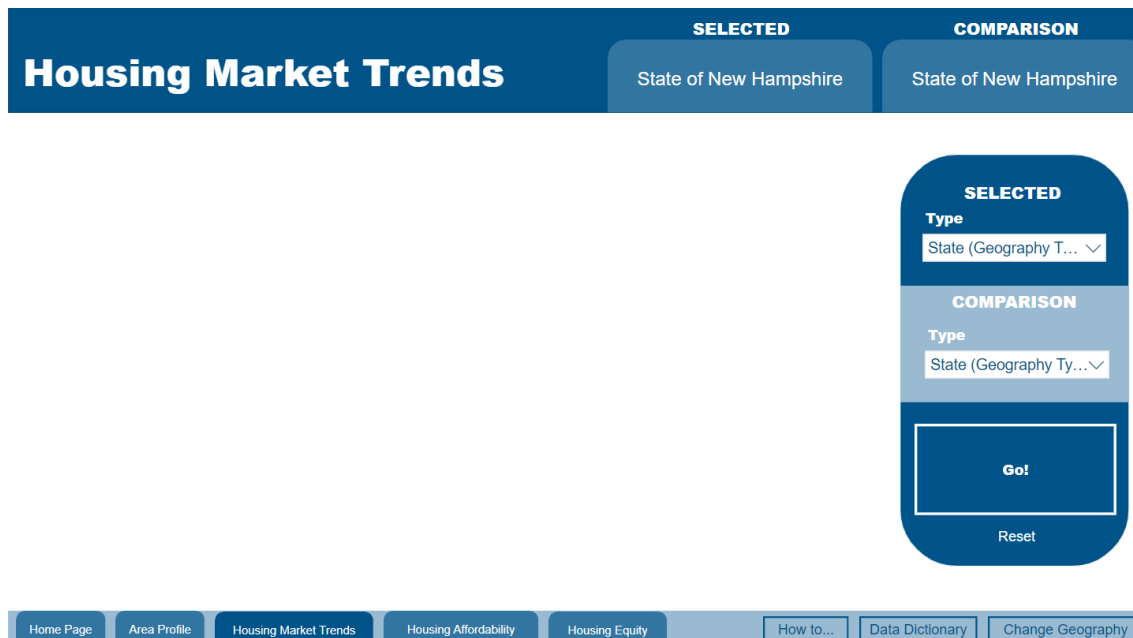 SELECTED
COMPARISON
Housing Market Trends
State of New Hampshire
State of New Hampshire
SELECTED
Type
State (Geography T...
COMPARISON
Type
State (Geography Ty...
Go!
Reset
Home Page
Area Profile
Housing Market Trends
Housing Affordability
Housing Equity
How to...
Data Dictionary
Change Geography